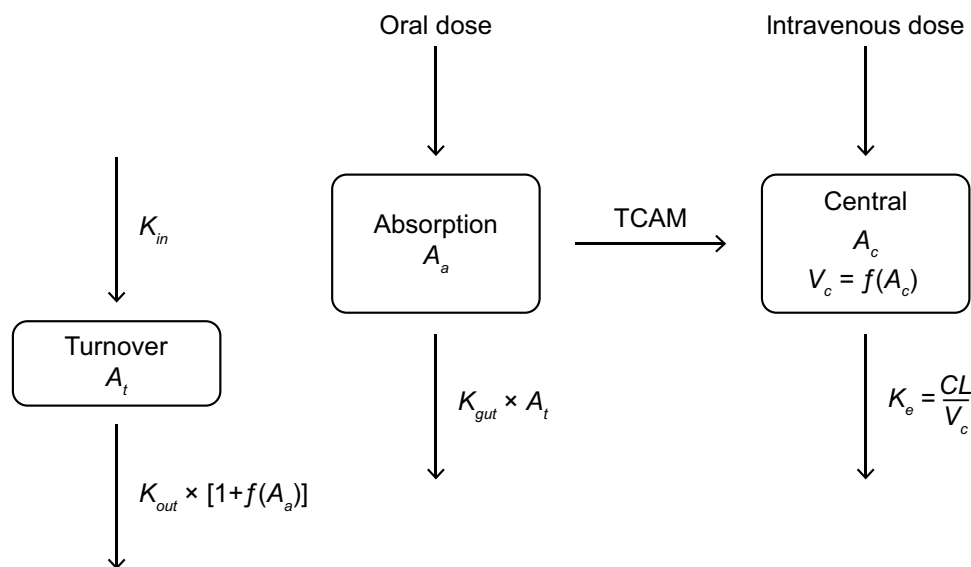 Oral dose
Intravenous dose
K_in
Absorption
A_a
TCAM
Central
A_c
V_c = f(A_c)
Turnover
A_t
K_gut × A_t
K_e = CL
V_c
K_out × [1+f(A_a)]